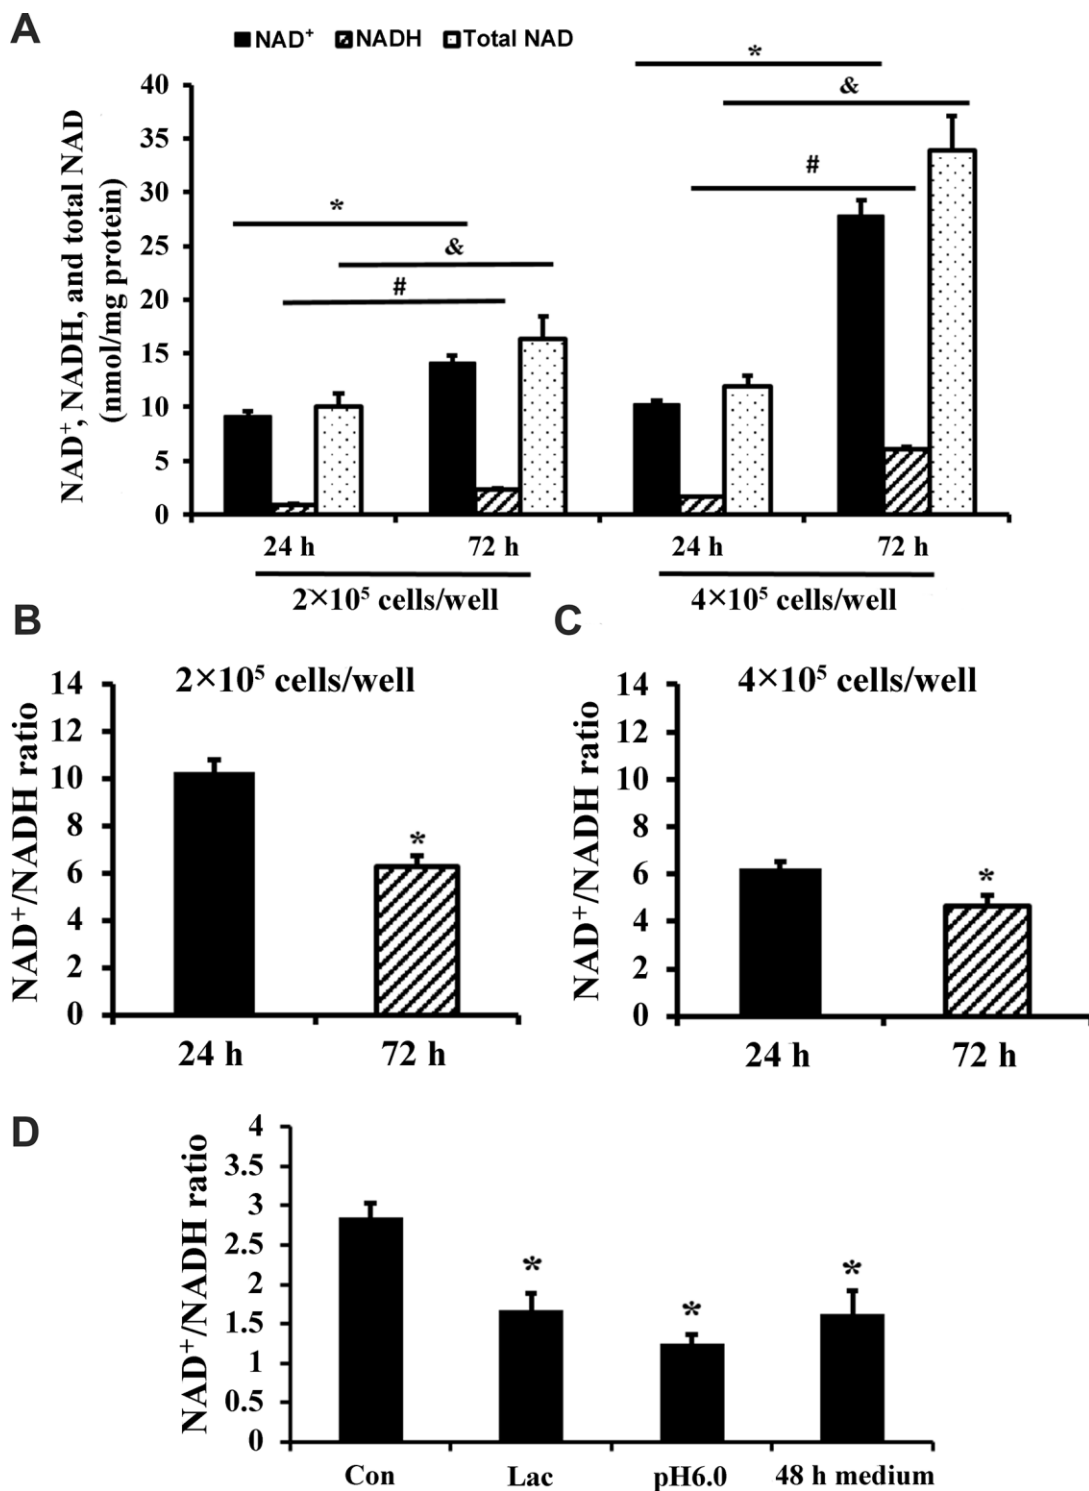 A
NAD⁺ NADH Total NAD
NAD⁺, NADH, and total NAD
(nmol/mg protein)
40
35
30
25
20
15
10
5
0
* & #
* & #
24 h 72 h 24 h 72 h
2×10⁵ cells/well 4×10⁵ cells/well
B
2×10⁵ cells/well
NAD⁺/NADH ratio
14
12
10
8
6
4
2
0
*
24 h 72 h
C
4×10⁵ cells/well
NAD⁺/NADH ratio
14
12
10
8
6
4
2
0
*
24 h 72 h
D
NAD⁺/NADH ratio
4
3.5
3
2.5
2
1.5
1
0.5
0
* * *
Con Lac pH6.0 48 h medium